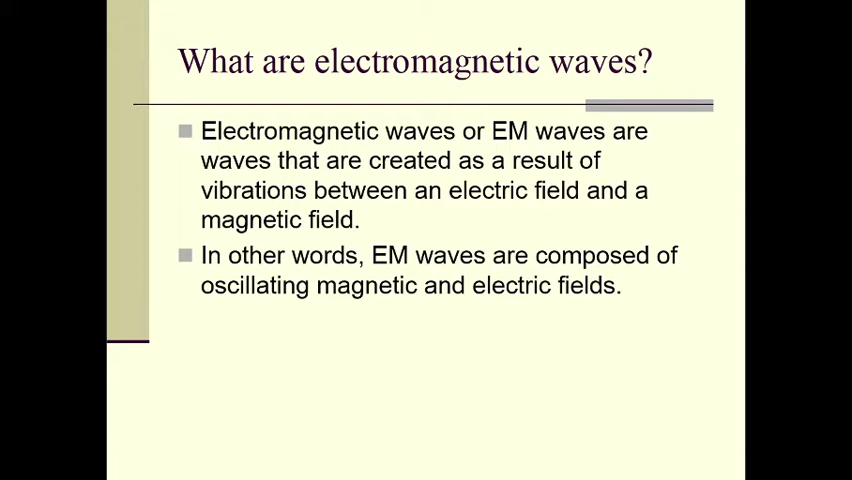 What are electromagnetic waves?
Electromagnetic waves or EM waves are
waves that are created as a result of
vibrations between an electric field and a
magnetic field.
In other words, EM waves are composed of
oscillating magnetic and electric fields.